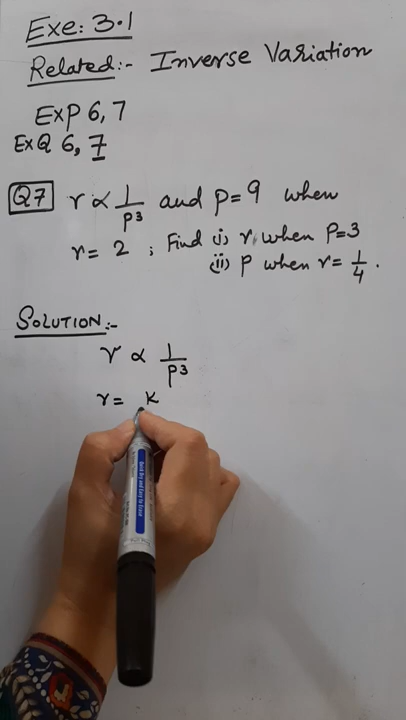 Exe: 3.1
Related:- Inverse Variation
Exp 6, 7
Ex Q 6, 7
Q7 r ∝ 1/p³ and p = 9 when
r = 2 ; Find (i) r, when p=3
(ii) p when r = 1/4 .
SOLUTION:-
r ∝ 1/p³
r = k